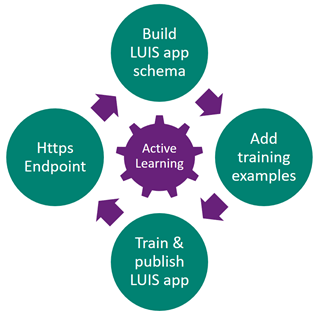 Build
LUIS app
schema
Add
training
examples
Train &
publish
LUIS app
Https
Endpoint
Active
Learning